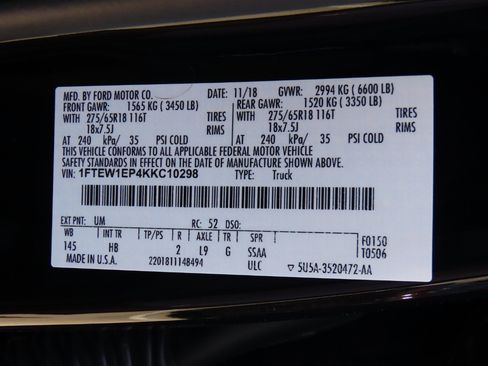 MFD. BY FORD MOTOR CO. DATE: 11/18 GVWR: 2994 KG (6600 LB)
FRONT GAWR: 1565 KG (3450 LB) REAR GAWR: 1520 KG (3350 LB)
WITH 275/65R18 116T TIRES WITH 275/65R18 116T TIRES
18x7.5J RIMS 18x7.5J RIMS
AT 240 kPa/ 35 PSI COLD AT 240 kPa/ 35 PSI COLD
THIS VEHICLE CONFORMS TO ALL APPLICABLE FEDERAL MOTOR VEHICLE
SAFETY STANDARDS IN EFFECT ON THE DATE OF MANUFACTURE SHOWN ABOVE.
VIN: 1FTEW1EP4KKC10298 TYPE: Truck
EXT PNT: UM RC: 52 DSO:
WB INT TR TP/PS R AXLE TR SPR F0150
145 HB 2 L9 G SSAA T0506
MADE IN U.S.A. 2201811148494 ULC ▽ 5U5A-3520472-AA